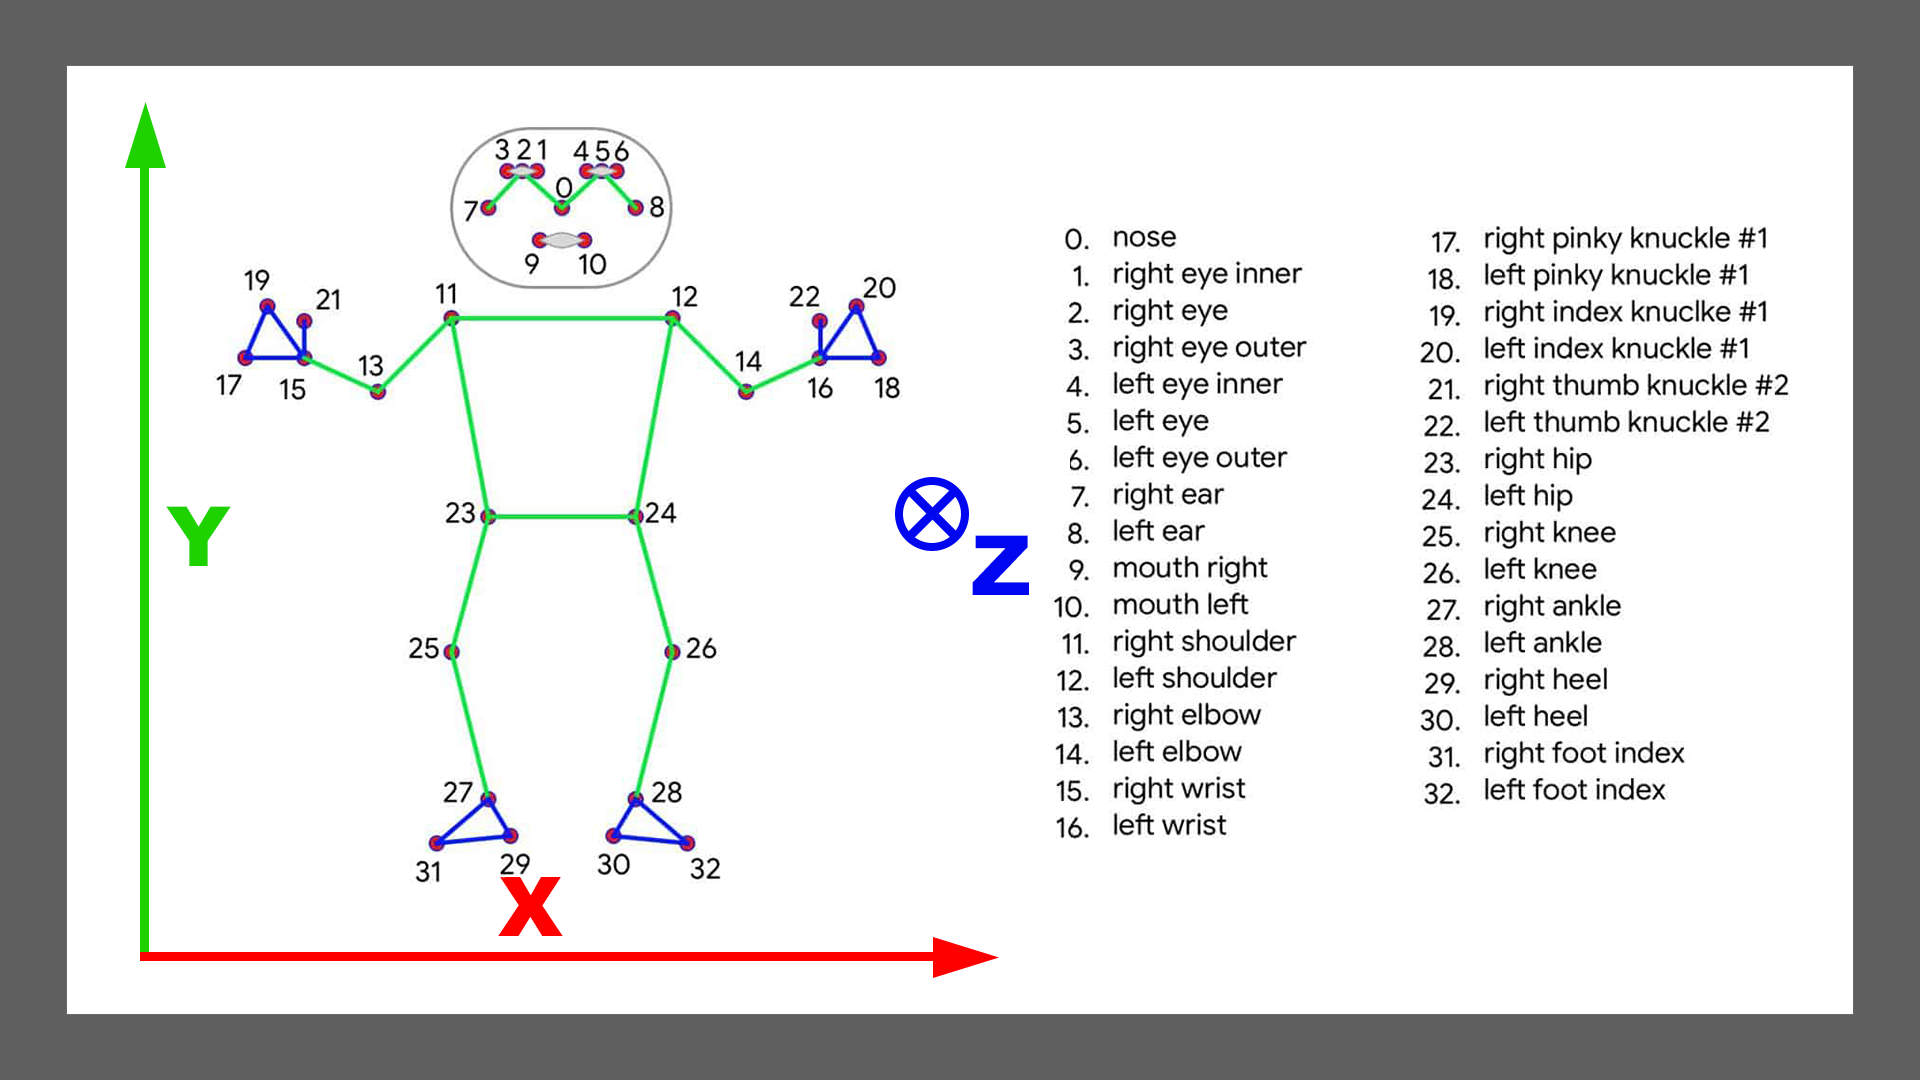 3 2 1 4 5 6
0
7 8
9 10
19 21 11 12 22 20
17 15 13 14 16 18
23 24
Y
Z
25 26
27 28
31 29 30 32
X
0. nose
1. right eye inner
2. right eye
3. right eye outer
4. left eye inner
5. left eye
6. left eye outer
7. right ear
8. left ear
9. mouth right
10. mouth left
11. right shoulder
12. left shoulder
13. right elbow
14. left elbow
15. right wrist
16. left wrist
17. right pinky knuckle #1
18. left pinky knuckle #1
19. right index knuclke #1
20. left index knuckle #1
21. right thumb knuckle #2
22. left thumb knuckle #2
23. right hip
24. left hip
25. right knee
26. left knee
27. right ankle
28. left ankle
29. right heel
30. left heel
31. right foot index
32. left foot index